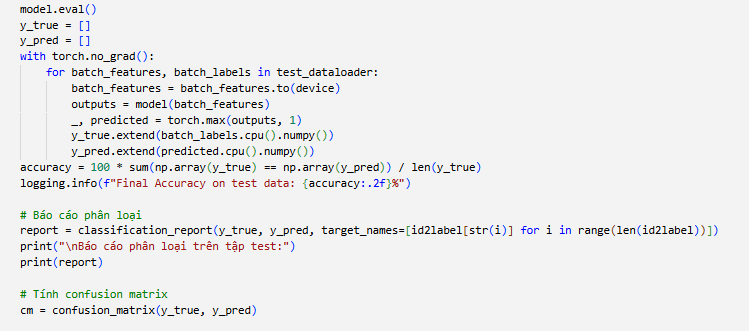 model.eval()
y_true = []
y_pred = []
with torch.no_grad():
    for batch_features, batch_labels in test_dataloader:
        batch_features = batch_features.to(device)
        outputs = model(batch_features)
        _, predicted = torch.max(outputs, 1)
        y_true.extend(batch_labels.cpu().numpy())
        y_pred.extend(predicted.cpu().numpy())
accuracy = 100 * sum(np.array(y_true) == np.array(y_pred)) / len(y_true)
logging.info(f"Final Accuracy on test data: {accuracy:.2f}%")

# Báo cáo phân loại
report = classification_report(y_true, y_pred, target_names=[id2label[str(i)] for i in range(len(id2label))])
print("\nBáo cáo phân loại trên tập test:")
print(report)

# Tính confusion matrix
cm = confusion_matrix(y_true, y_pred)